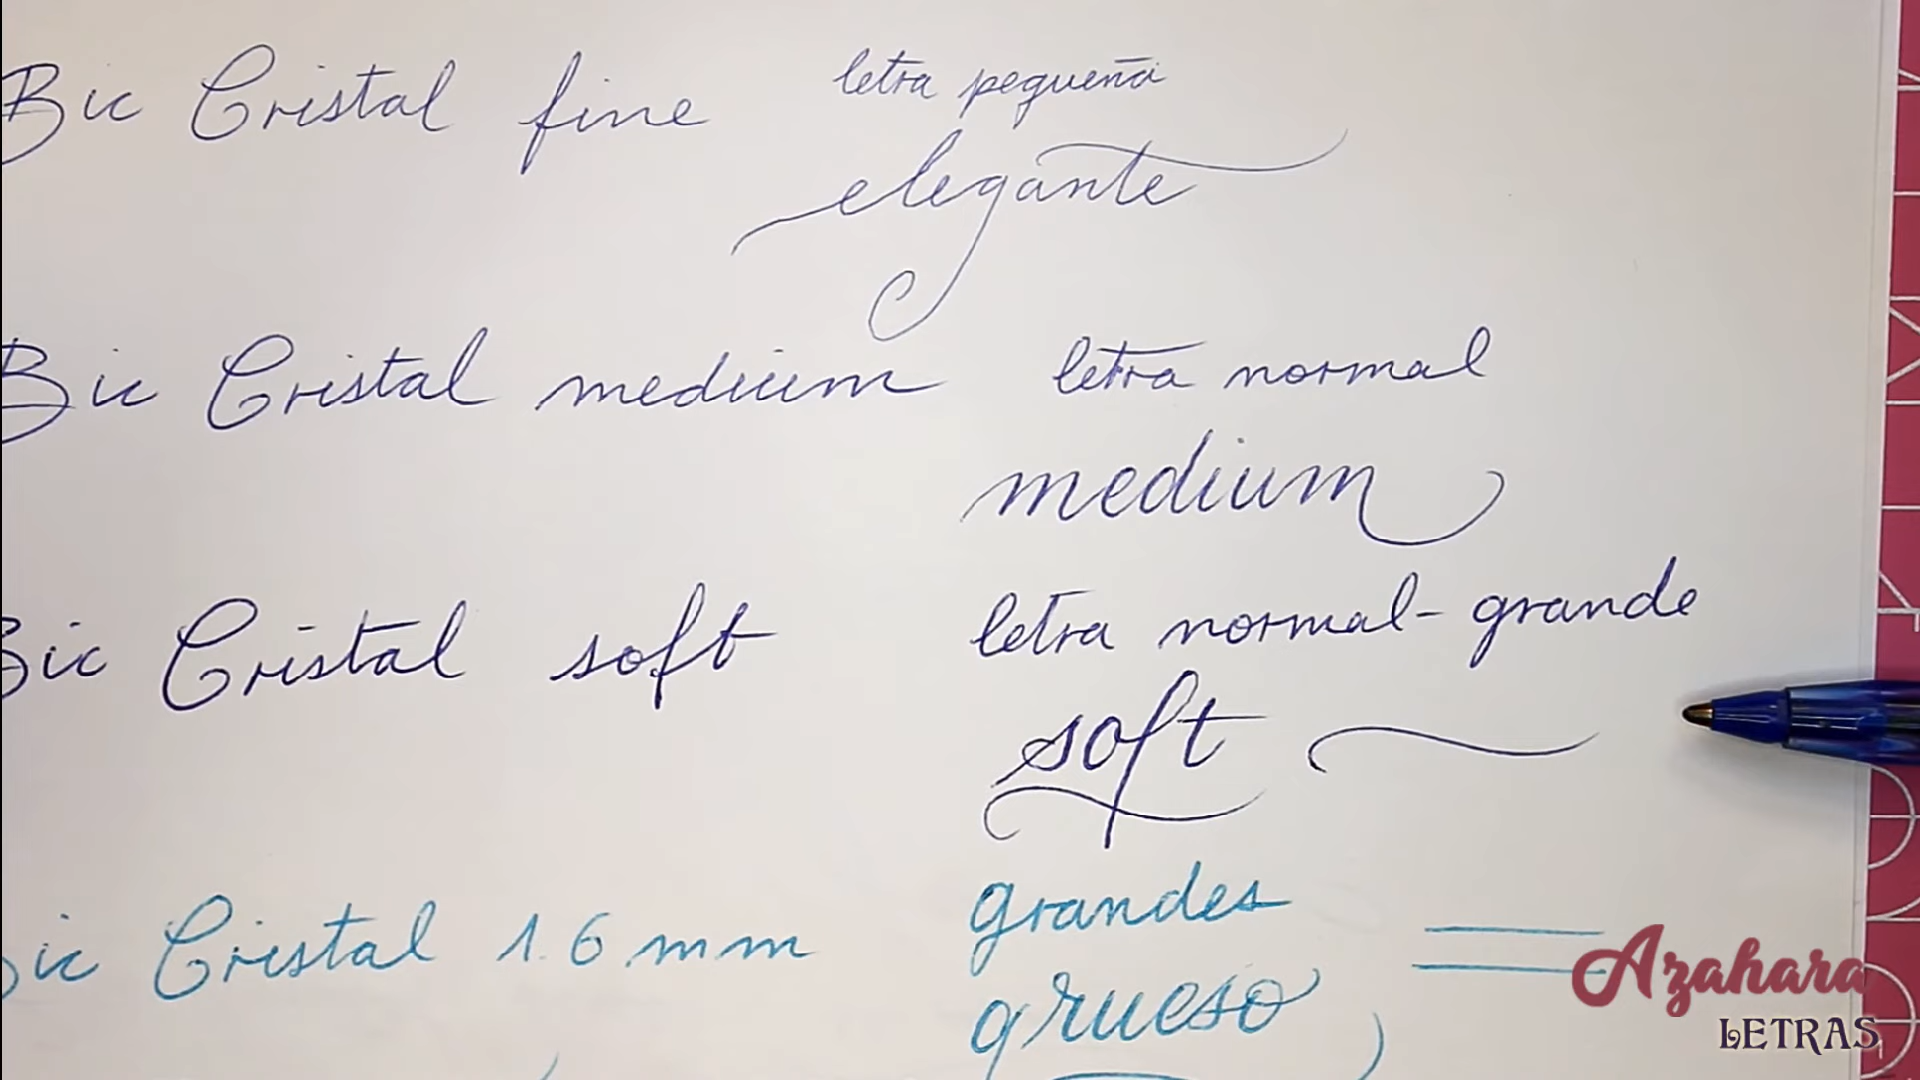 Bic Cristal fine letra pequeña
elegante
Bic Cristal medium letra normal
medium
Bic Cristal soft letra normal-grande
soft
Bic Cristal 1.6 mm grandes
grueso
Azahara
LETRAS